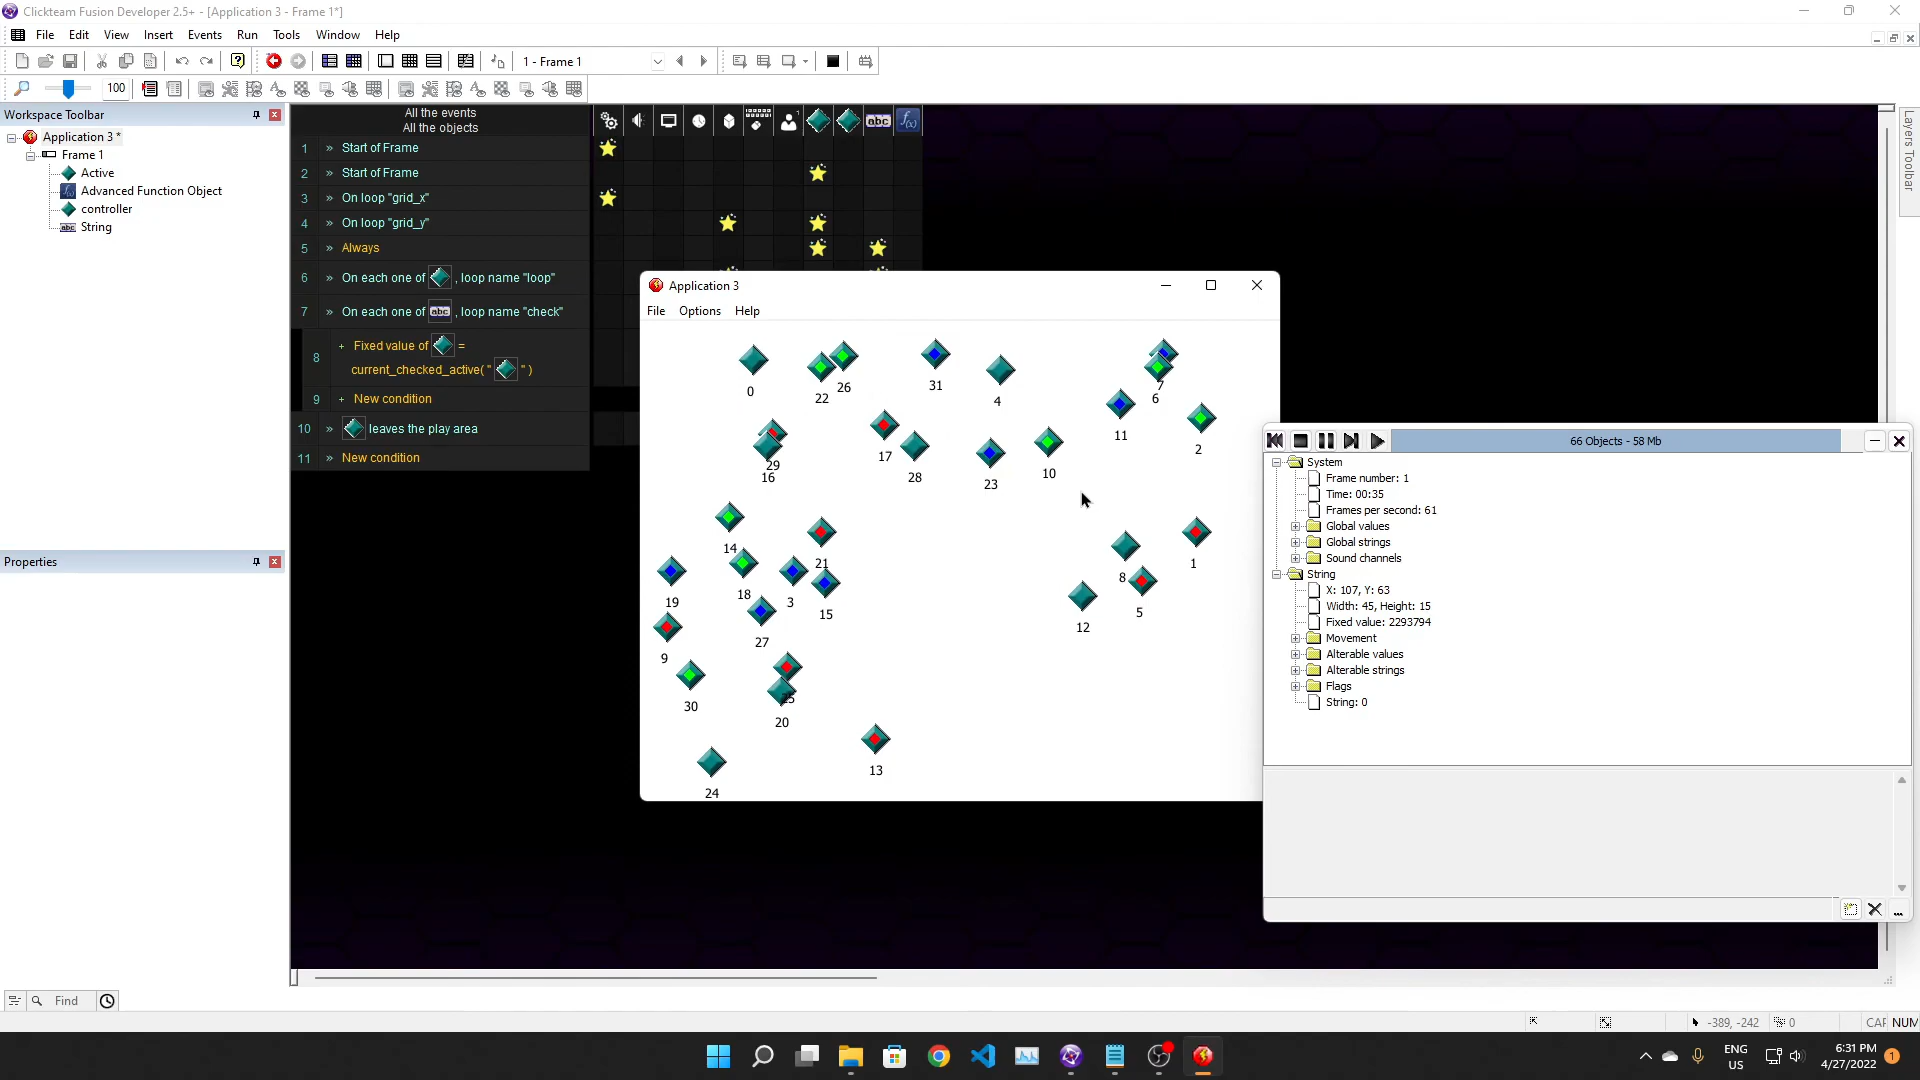 Clickteam Fusion Developer 2.5+ - [Application 3 - Frame 1*]
File Edit View Insert Events Run Tools Window Help
1 - Frame 1
100
Workspace Toolbar
Application 3 *
Frame 1
Active
Advanced Function Object
controller
abc String
Properties
Find
All the events
All the objects
abc f(x)
1 » Start of Frame
2 » Start of Frame
3 » On loop "grid_x"
4 » On loop "grid_y"
5 » Always
6 » On each one of , loop name "loop"
7 » On each one of abc , loop name "check"
8 + Fixed value of =
current_checked_active( " " )
9 + New condition
10 » leaves the play area
11 » New condition
Application 3
File Options Help
0
22
26
31
4
7
6
11
2
29
16
17
28
23
10
14
21
19
18
3
15
27
9
8
1
5
12
30
25
20
13
24
66 Objects - 58 Mb
System
Frame number: 1
Time: 00:35
Frames per second: 61
Global values
Global strings
Sound channels
String
X: 107, Y: 63
Width: 45, Height: 15
Fixed value: 2293794
Movement
Alterable values
Alterable strings
Flags
String: 0
Layers Toolbar
-389, -242 0 CAP NUM
ENG
US
6:31 PM
4/27/2022
1